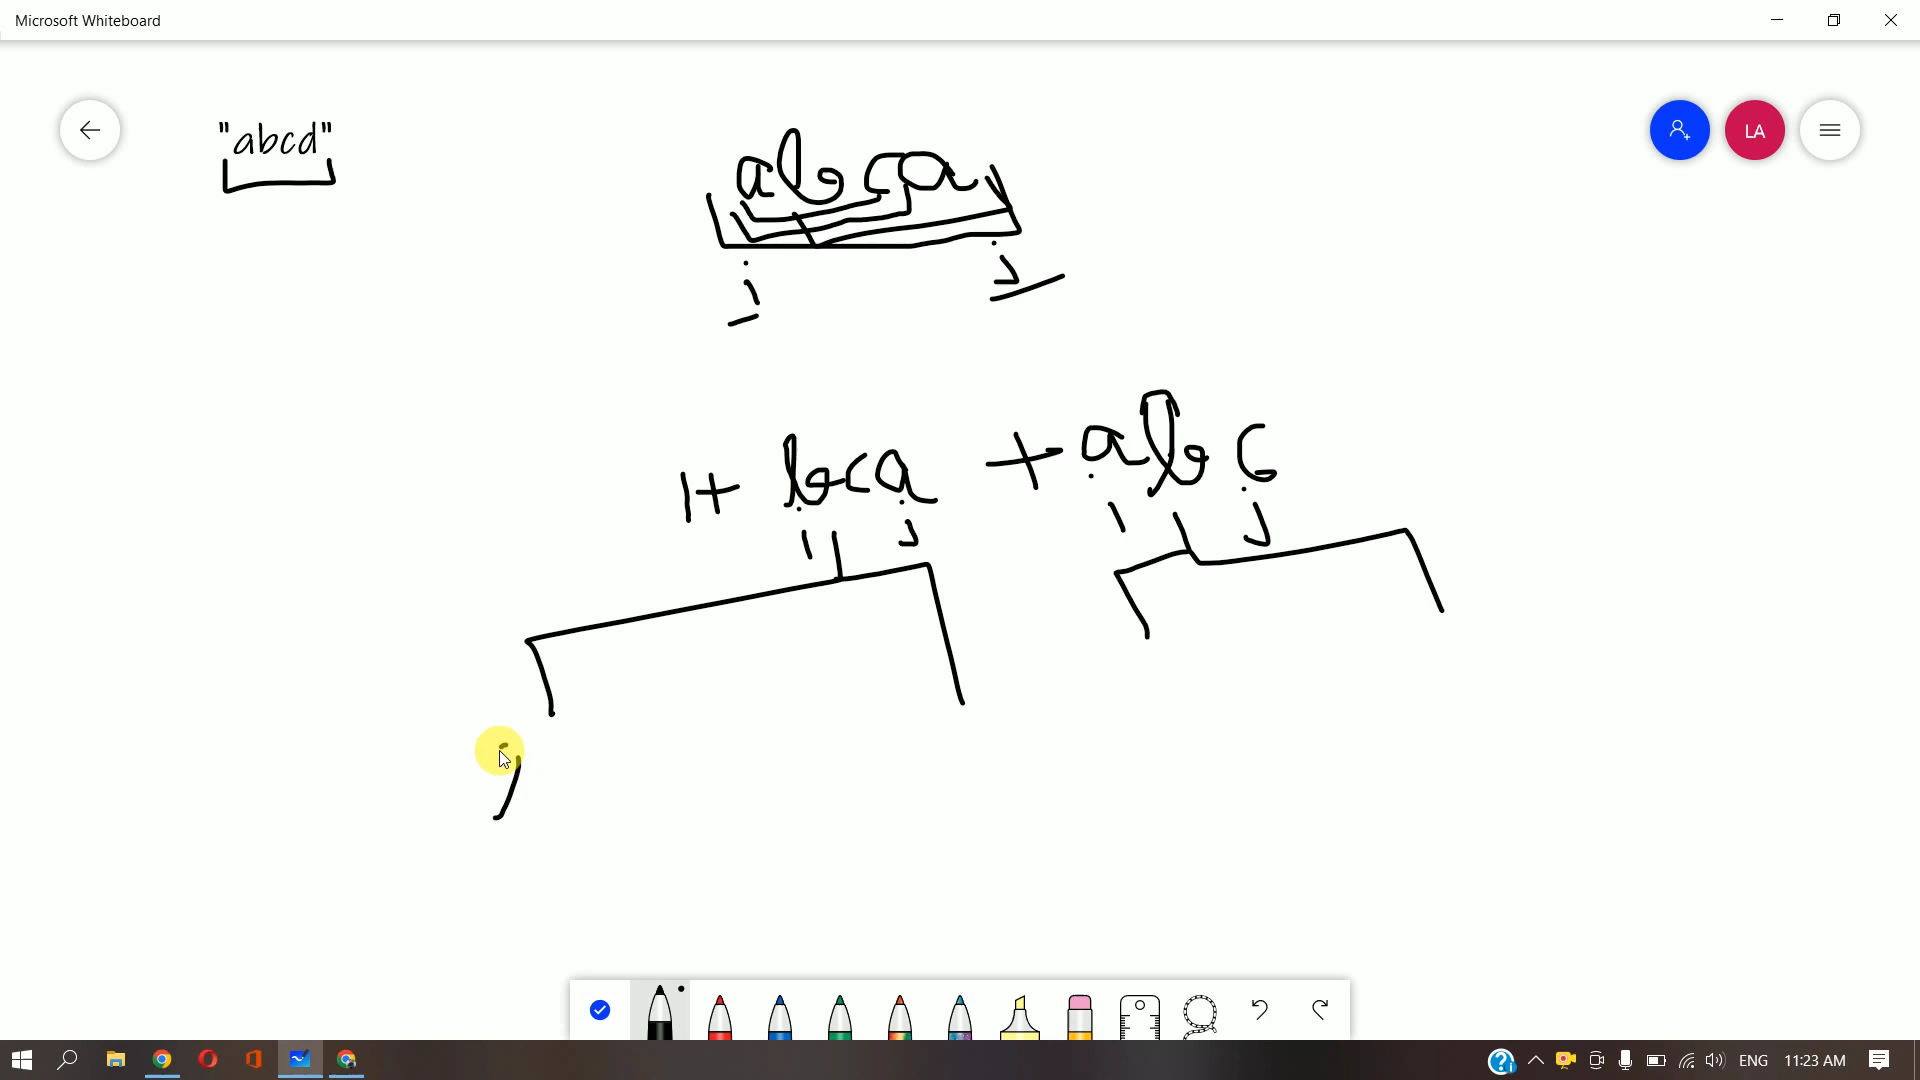 Microsoft Whiteboard
"abcd"
abca
LA
i
j
1+ bca + abc
i
j
i
j
ENG
11:23 AM